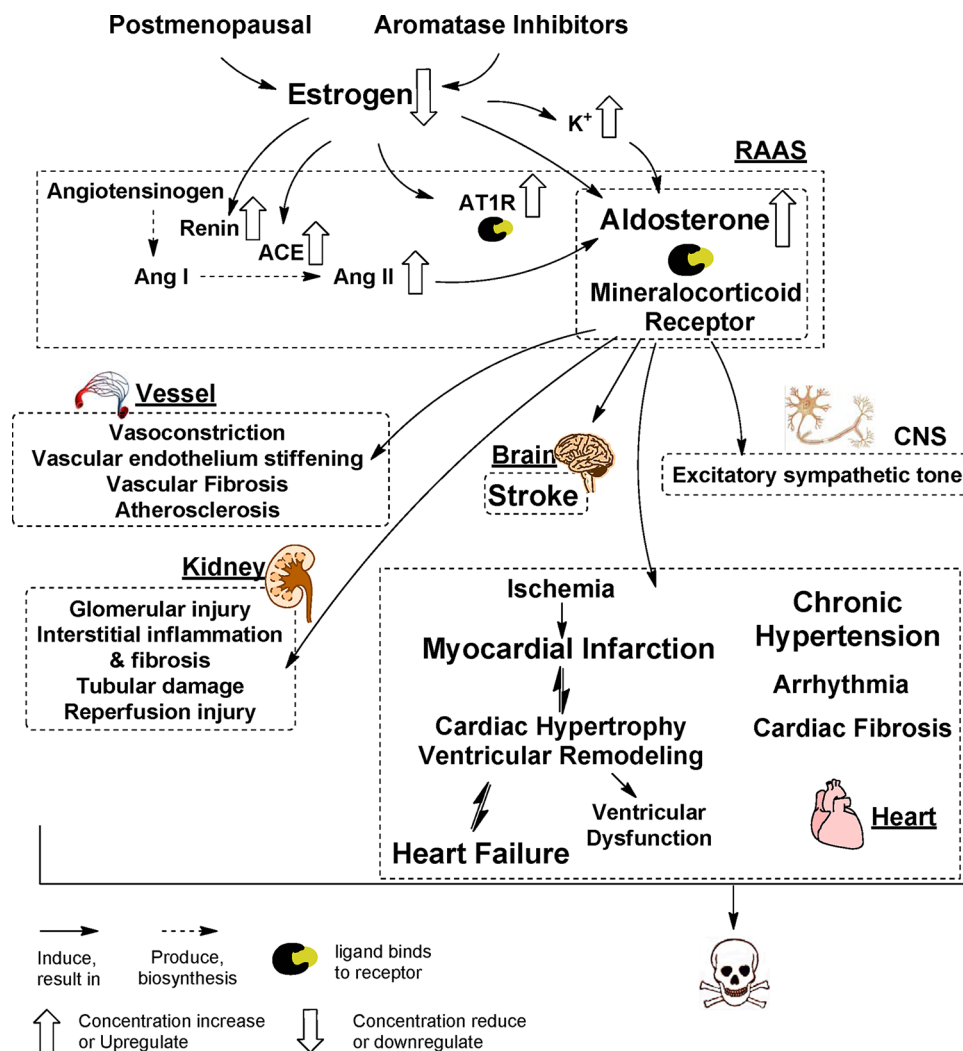 Postmenopausal
Aromatase Inhibitors
Estrogen
K⁺
RAAS
Angiotensinogen
Renin
ACE
AT1R
Aldosterone
Ang I
Ang II
Mineralocorticoid
Receptor
Vessel
Vasoconstriction
Vascular endothelium stiffening
Vascular Fibrosis
Atherosclerosis
Brain
Stroke
CNS
Excitatory sympathetic tone
Kidney
Glomerular injury
Interstitial inflammation
& fibrosis
Tubular damage
Reperfusion injury
Ischemia
Myocardial Infarction
Cardiac Hypertrophy
Ventricular Remodeling
Ventricular
Dysfunction
Heart Failure
Chronic
Hypertension
Arrhythmia
Cardiac Fibrosis
Heart
Induce,
result in
Produce,
biosynthesis
ligand binds
to receptor
Concentration increase
or Upregulate
Concentration reduce
or downregulate